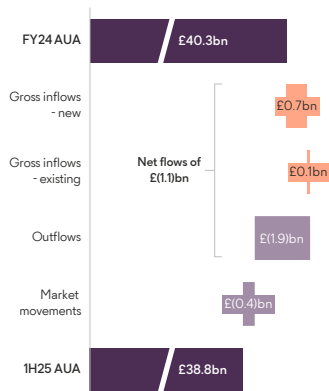 FY24 AUA
£40.3bn
Gross inflows
- new
£0.7bn
Gross inflows
- existing
£0.1bn
Net flows of
£(1.1)bn
Outflows
£(1.9)bn
Market
movements
£(0.4)bn
1H25 AUA
£38.8bn